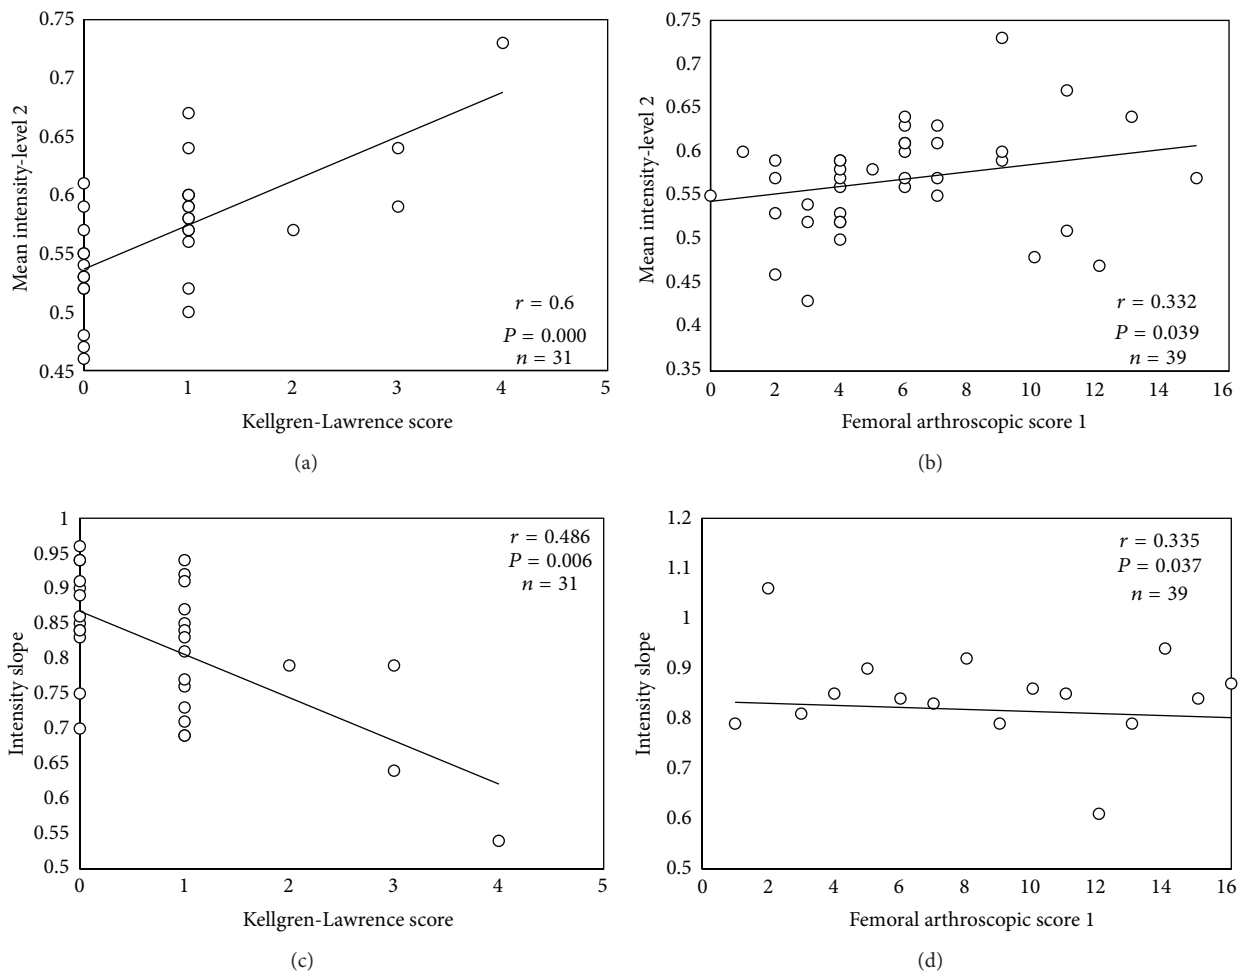 0.75
0.7
0.65
0.6
0.55
0.5
0.45
0
1
2
3
4
5
Mean intensity-level 2
Kellgren-Lawrence score
r = 0.6
P = 0.000
n = 31
(a)
0.75
0.7
0.65
0.6
0.55
0.5
0.45
0.4
0.35
0
2
4
6
8
10
12
14
16
Mean intensity-level 2
Femoral arthroscopic score 1
r = 0.332
P = 0.039
n = 39
(b)
1
0.95
0.9
0.85
0.8
0.75
0.7
0.65
0.6
0.55
0.5
0
1
2
3
4
5
Intensity slope
Kellgren-Lawrence score
r = 0.486
P = 0.006
n = 31
(c)
1.2
1.1
1
0.9
0.8
0.7
0.6
0.5
0
2
4
6
8
10
12
14
16
Intensity slope
Femoral arthroscopic score 1
r = 0.335
P = 0.037
n = 39
(d)